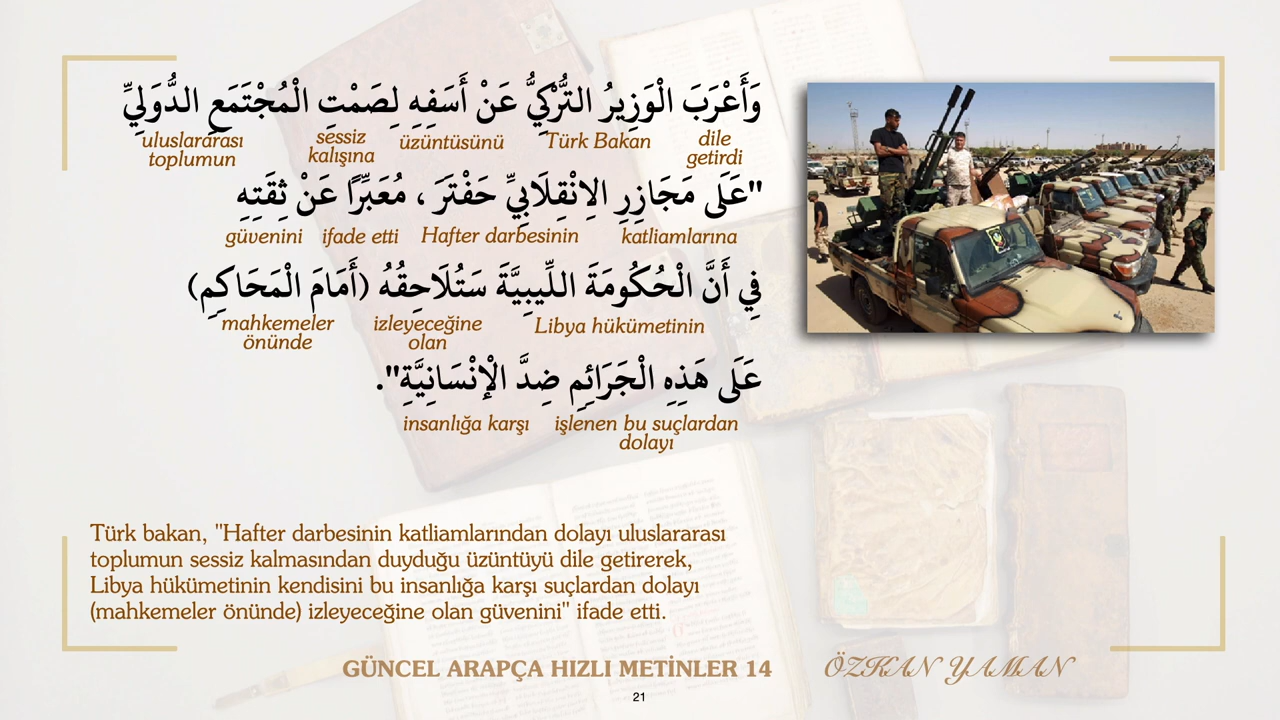 وَأَعْرَبَ الْوَزِيرُ التُّرْكِيُّ عَنْ أَسَفِهِ لِصَمْتِ الْمُجْتَمَعِ الدُّوَلِيِّ
dile getirdi Türk Bakan üzüntüsünü sessiz kalışına uluslararası toplumun
"عَلَى مَجَازِرِ الِانْقِلَابِيِّ حَفْتَرَ ، مُعَبِّرًا عَنْ ثِقَتِهِ
katliamlarına Hafter darbesinin ifade etti güvenini
فِي أَنَّ الْحُكُومَةَ اللِّيبِيَّةَ سَتُلَاحِقُهُ (أَمَامَ الْمَحَاكِمِ)
Libya hükümetinin izleyeceğine olan mahkemeler önünde
عَلَى هَذِهِ الْجَرَائِمِ ضِدَّ الْإِنْسَانِيَّةِ".
işlenen bu suçlardan dolayı insanlığa karşı
Türk bakan, "Hafter darbesinin katliamlarından dolayı uluslararası
toplumun sessiz kalmasından duyduğu üzüntüyü dile getirerek,
Libya hükümetinin kendisini bu insanlığa karşı suçlardan dolayı
(mahkemeler önünde) izleyeceğine olan güvenini" ifade etti.
GÜNCEL ARAPÇA HIZLI METİNLER 14 ÖZKAN YAMAN
21